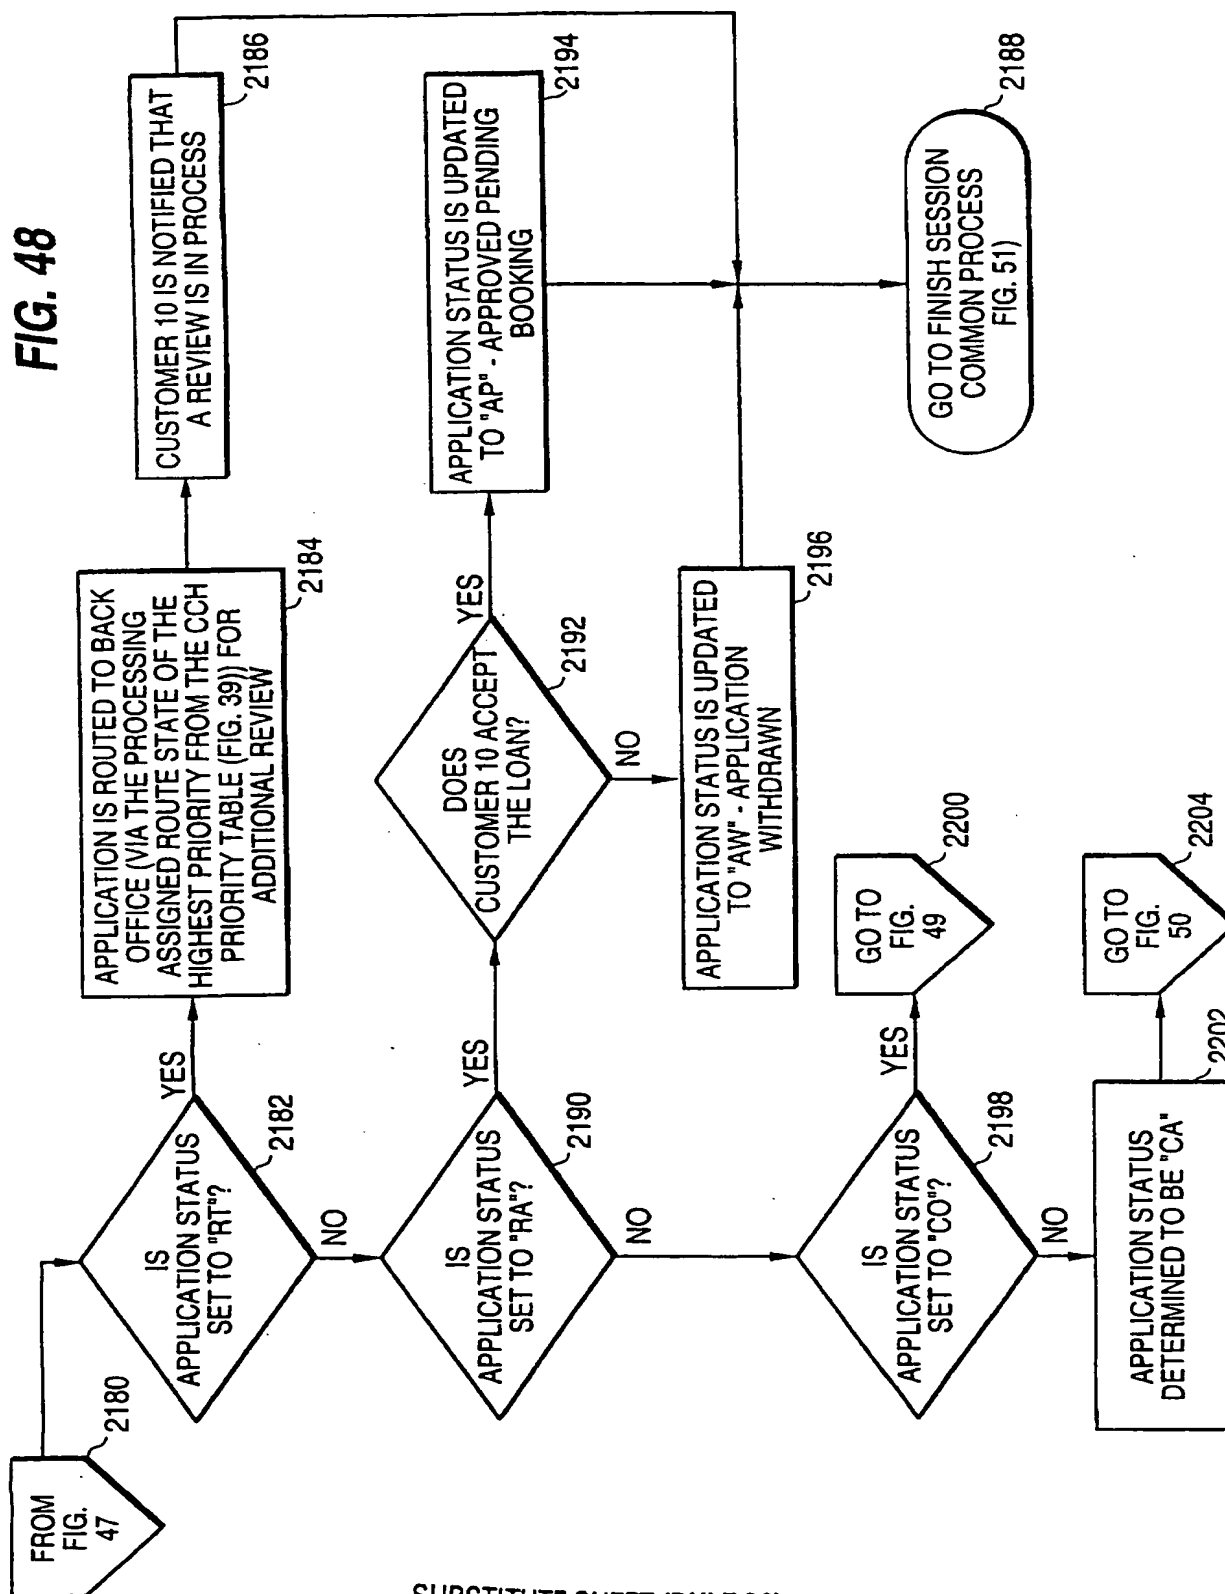 FIG. 48
FROM
FIG.
47
2180
IS
APPLICATION STATUS
SET TO "RT"?
2182
YES
NO
APPLICATION IS ROUTED TO BACK
OFFICE (VIA THE PROCESSING
ASSIGNED ROUTE STATE OF THE
HIGHEST PRIORITY FROM THE CCH
PRIORITY TABLE (FIG. 39)) FOR
ADDITIONAL REVIEW
2184
CUSTOMER 10 IS NOTIFIED THAT
A REVIEW IS IN PROCESS
2186
IS
APPLICATION STATUS
SET TO "RA"?
2190
YES
NO
DOES
CUSTOMER 10 ACCEPT
THE LOAN?
2192
YES
NO
APPLICATION STATUS IS UPDATED
TO "AP" - APPROVED PENDING
BOOKING
2194
APPLICATION STATUS IS UPDATED
TO "AW" - APPLICATION
WITHDRAWN
2196
GO TO FINISH SESSION
COMMON PROCESS
FIG. 51)
2188
IS
APPLICATION STATUS
SET TO "CO"?
2198
YES
NO
GO TO
FIG.
49
2200
APPLICATION STATUS
DETERMINED TO BE "CA"
2202
GO TO
FIG.
50
2204